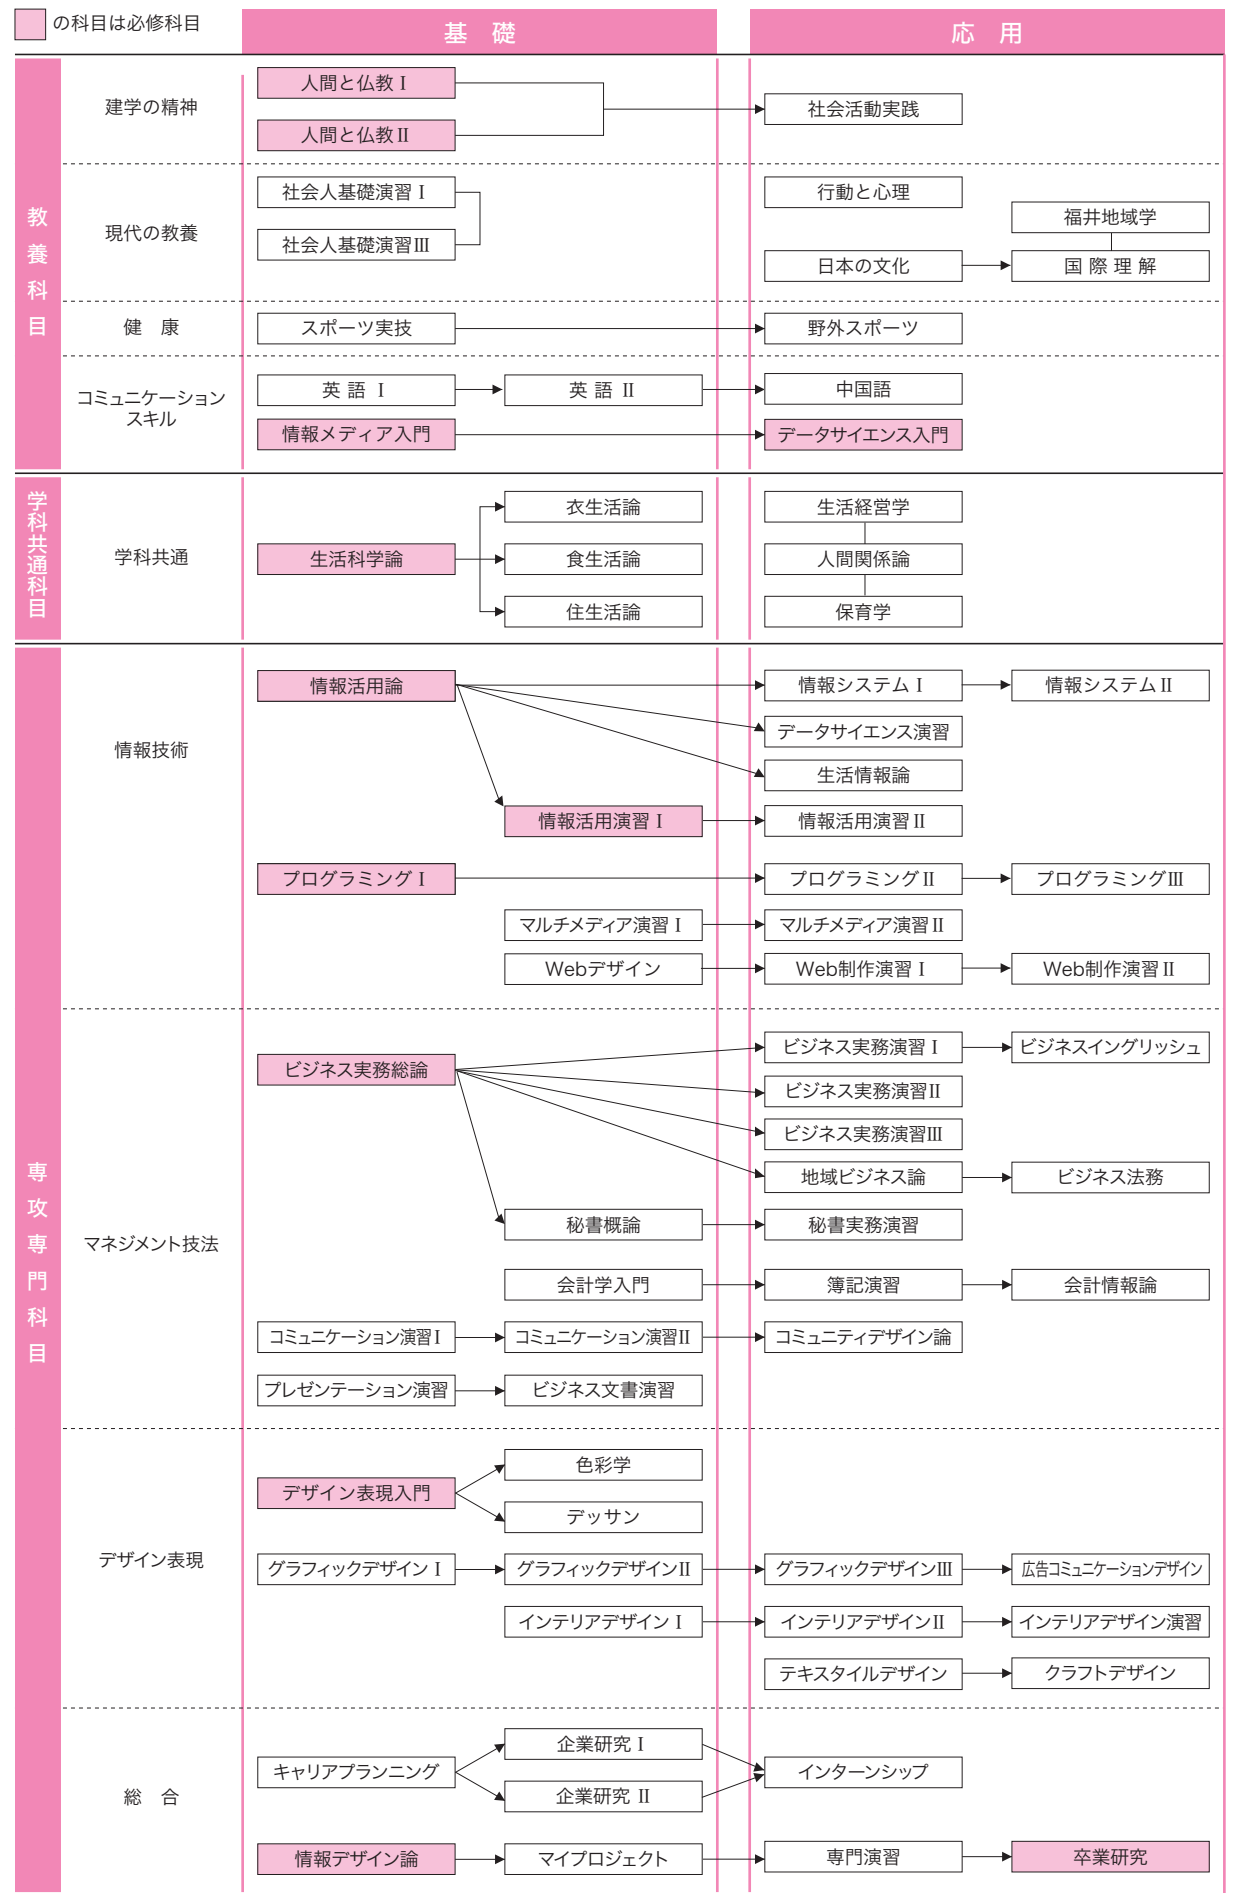 の科目は必修科目
基　礎
応　用
教養科目
建学の精神
人間と仏教Ⅰ
人間と仏教Ⅱ
社会活動実践
現代の教養
社会人基礎演習Ⅰ
社会人基礎演習Ⅲ
行動と心理
福井地域学
日本の文化
国際理解
健　康
スポーツ実技
野外スポーツ
コミュニケーション
スキル
英語Ⅰ
英語Ⅱ
中国語
情報メディア入門
データサイエンス入門
学科共通科目
学科共通
生活科学論
衣生活論
食生活論
住生活論
生活経営学
人間関係論
保育学
専攻専門科目
情報技術
情報活用論
情報システムⅠ
情報システムⅡ
データサイエンス演習
生活情報論
情報活用演習Ⅰ
情報活用演習Ⅱ
プログラミングⅠ
プログラミングⅡ
プログラミングⅢ
マルチメディア演習Ⅰ
マルチメディア演習Ⅱ
Webデザイン
Web制作演習Ⅰ
Web制作演習Ⅱ
マネジメント技法
ビジネス実務総論
ビジネス実務演習Ⅰ
ビジネスイングリッシュ
ビジネス実務演習Ⅱ
ビジネス実務演習Ⅲ
地域ビジネス論
ビジネス法務
秘書概論
秘書実務演習
会計学入門
簿記演習
会計情報論
コミュニケーション演習Ⅰ
コミュニケーション演習Ⅱ
コミュニティデザイン論
プレゼンテーション演習
ビジネス文書演習
デザイン表現
デザイン表現入門
色彩学
デッサン
グラフィックデザインⅠ
グラフィックデザインⅡ
グラフィックデザインⅢ
広告コミュニケーションデザイン
インテリアデザインⅠ
インテリアデザインⅡ
インテリアデザイン演習
テキスタイルデザイン
クラフトデザイン
総　合
キャリアプランニング
企業研究Ⅰ
企業研究Ⅱ
インターンシップ
情報デザイン論
マイプロジェクト
専門演習
卒業研究